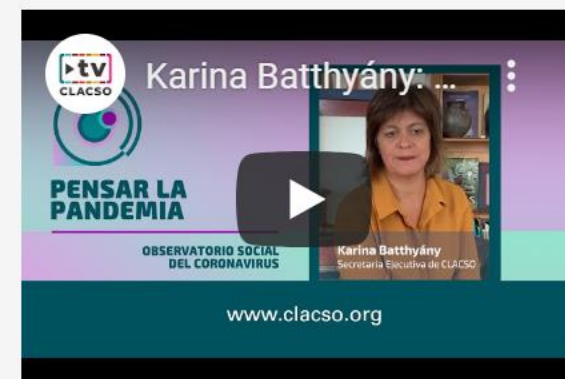 tv
CLACSO
Karina Batthyány: ...
PENSAR LA
PANDEMIA
OBSERVATORIO SOCIAL
DEL CORONAVIRUS
Karina Batthyány
Secretaria Ejecutiva de CLACSO
www.clacso.org